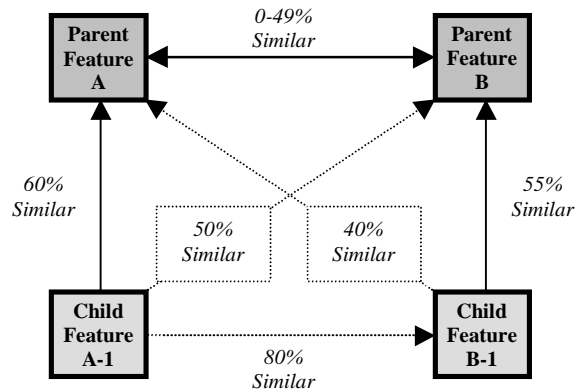 0-49%
Similar
Parent
Feature
A
Parent
Feature
B
60%
Similar
50%
Similar
40%
Similar
55%
Similar
Child
Feature
A-1
80%
Similar
Child
Feature
B-1